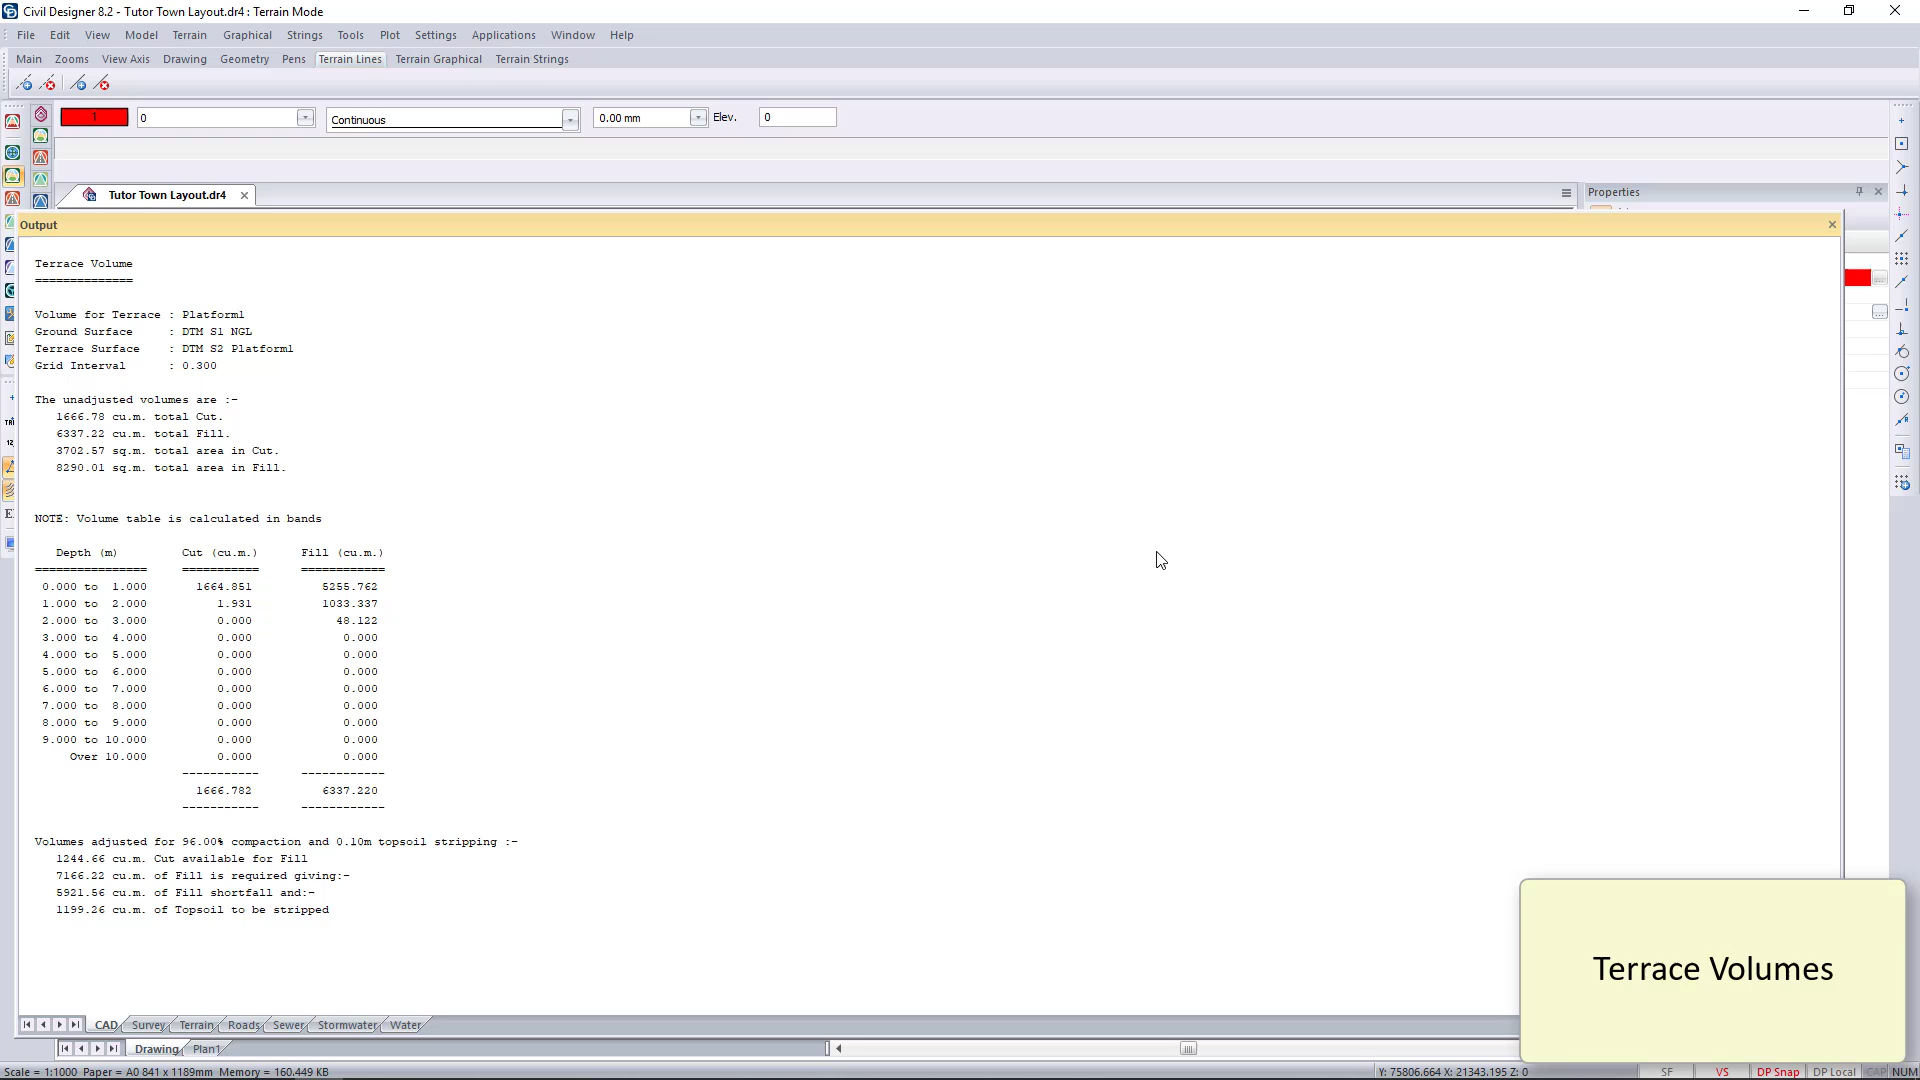 Civil Designer 8.2 - Tutor Town Layout.dr4 : Terrain Mode
File Edit View Model Terrain Graphical Strings Tools Plot Settings Applications Window Help
Main Zooms View Axis Drawing Geometry Pens Terrain Lines Terrain Graphical Terrain Strings
1 0 Continuous 0.00 mm Elev. 0
Tutor Town Layout.dr4
Properties
Output
Terrace Volume
==============
Volume for Terrace : Platform1
Ground Surface : DTM S1 NGL
Terrace Surface : DTM S2 Platform1
Grid Interval : 0.300
The unadjusted volumes are :-
1666.78 cu.m. total Cut.
6337.22 cu.m. total Fill.
3702.57 sq.m. total area in Cut.
8290.01 sq.m. total area in Fill.
NOTE: Volume table is calculated in bands
Depth (m) Cut (cu.m.) Fill (cu.m.)
================ =========== ============
0.000 to 1.000 1664.851 5255.762
1.000 to 2.000 1.931 1033.337
2.000 to 3.000 0.000 48.122
3.000 to 4.000 0.000 0.000
4.000 to 5.000 0.000 0.000
5.000 to 6.000 0.000 0.000
6.000 to 7.000 0.000 0.000
7.000 to 8.000 0.000 0.000
8.000 to 9.000 0.000 0.000
9.000 to 10.000 0.000 0.000
Over 10.000 0.000 0.000
----------- ------------
1666.782 6337.220
----------- ------------
Volumes adjusted for 96.00% compaction and 0.10m topsoil stripping :-
1244.66 cu.m. Cut available for Fill
7166.22 cu.m. of Fill is required giving:-
5921.56 cu.m. of Fill shortfall and:-
1199.26 cu.m. of Topsoil to be stripped
Terrace Volumes
CAD Survey Terrain Roads Sewer Stormwater Water
Drawing Plan1
Scale = 1:1000 Paper = A0 841 x 1189mm Memory = 160.449 KB
Y: 75806.664 X: 21343.195 Z: 0
SF VS DP Snap DP Local CAP NUM